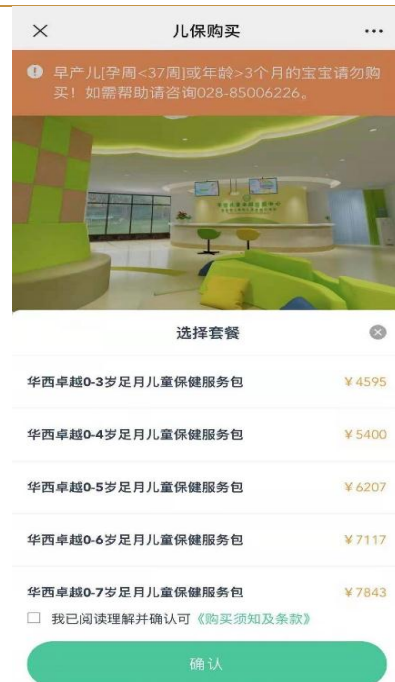 儿保购买
早产儿[孕周<37周]或年龄>3个月的宝宝请勿购
买！如需帮助请咨询028-85006226。
选择套餐
华西卓越0-3岁足月儿童保健服务包 ￥4595
华西卓越0-4岁足月儿童保健服务包 ￥5400
华西卓越0-5岁足月儿童保健服务包 ￥6207
华西卓越0-6岁足月儿童保健服务包 ￥7117
华西卓越0-7岁足月儿童保健服务包 ￥7843
我已阅读理解并确认可《购买须知及条款》
确认